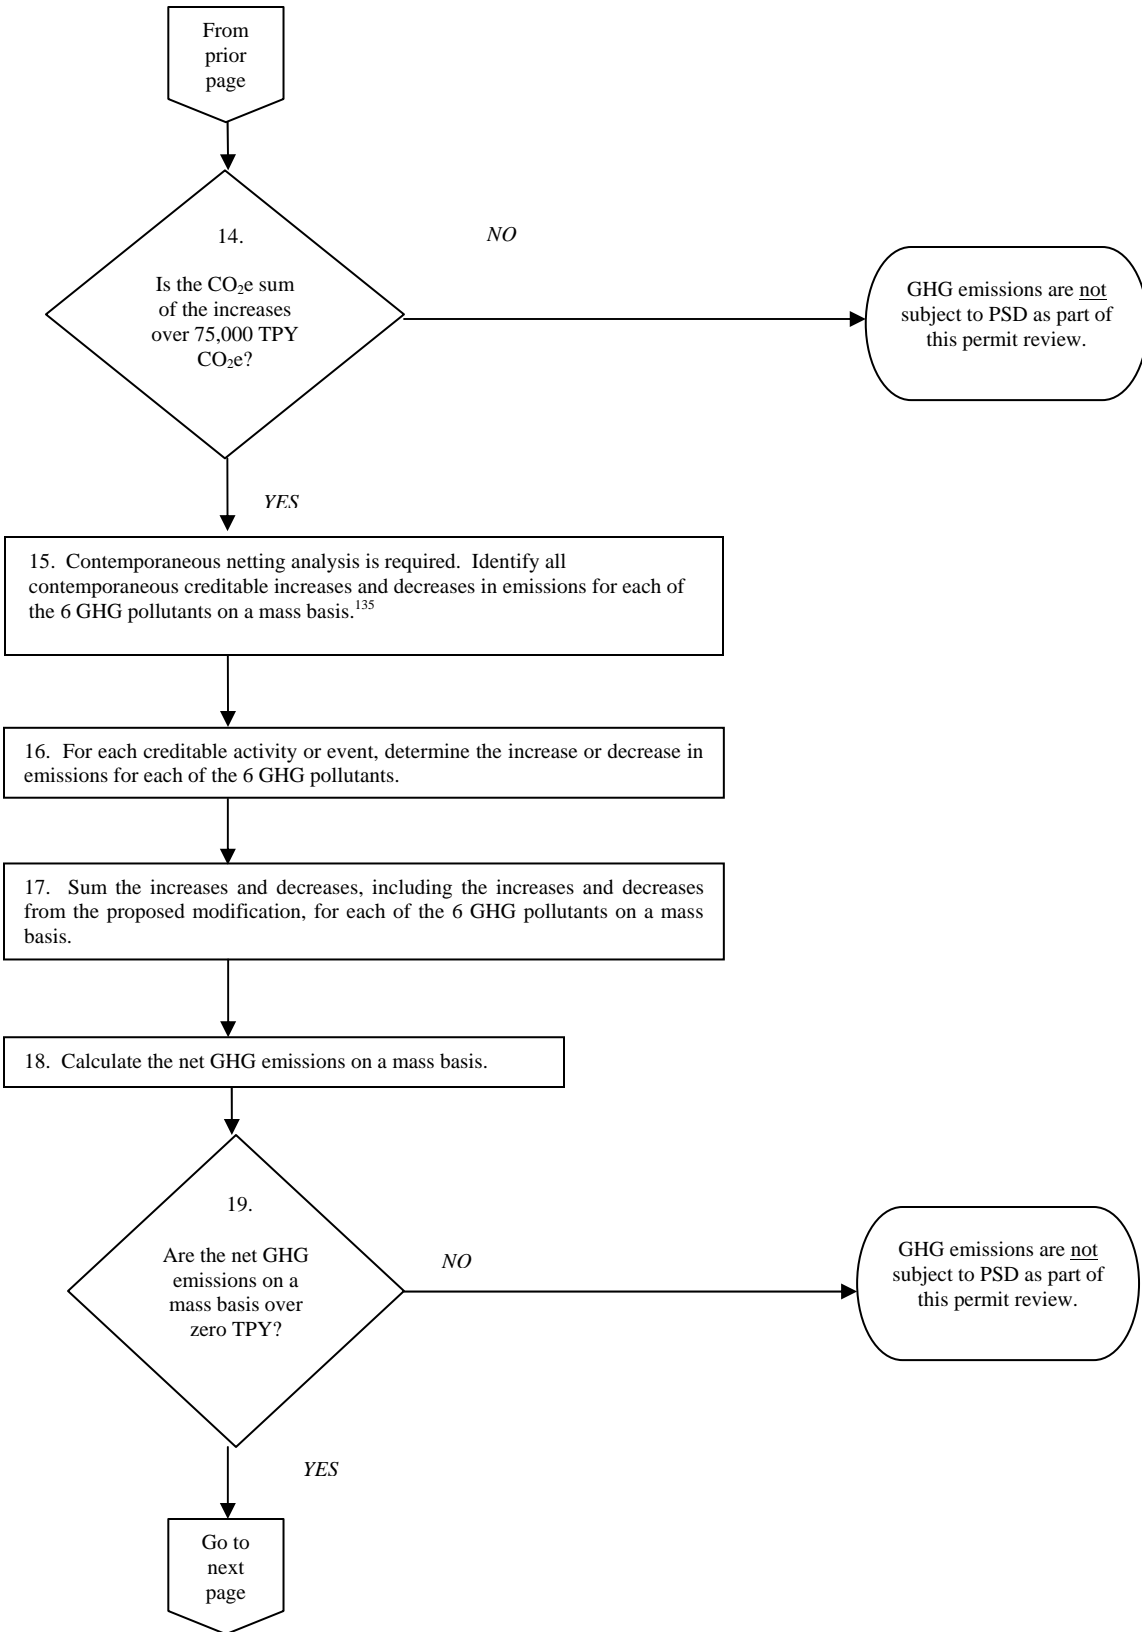 From
prior
page
14.
Is the CO₂e sum
of the increases
over 75,000 TPY
CO₂e?
NO
GHG emissions are not
subject to PSD as part of
this permit review.
YES
15. Contemporaneous netting analysis is required. Identify all
contemporaneous creditable increases and decreases in emissions for each of
the 6 GHG pollutants on a mass basis.¹³⁵
16. For each creditable activity or event, determine the increase or decrease in
emissions for each of the 6 GHG pollutants.
17. Sum the increases and decreases, including the increases and decreases
from the proposed modification, for each of the 6 GHG pollutants on a mass
basis.
18. Calculate the net GHG emissions on a mass basis.
19.
Are the net GHG
emissions on a
mass basis over
zero TPY?
NO
GHG emissions are not
subject to PSD as part of
this permit review.
YES
Go to
next
page